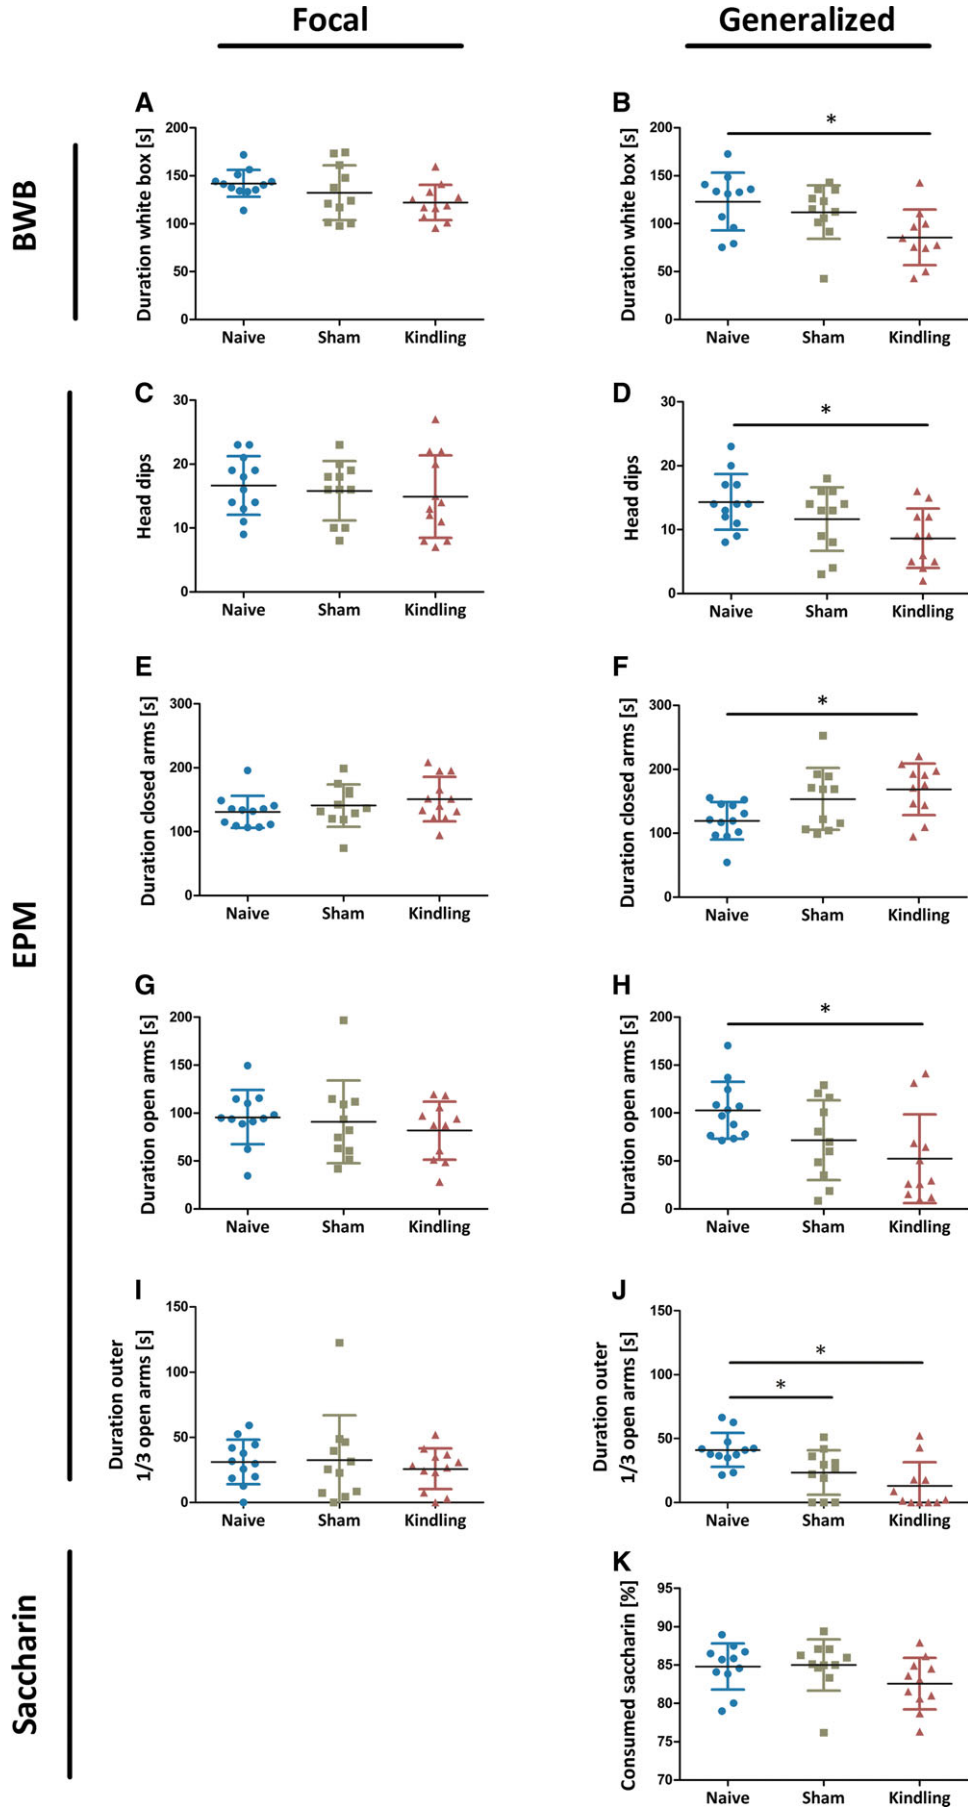 Focal
Generalized
BWB
A
Duration white box [s]
200
150
100
50
0
Naive
Sham
Kindling
B
*
Duration white box [s]
200
150
100
50
0
Naive
Sham
Kindling
EPM
C
Head dips
30
20
10
0
Naive
Sham
Kindling
D
*
Head dips
30
20
10
0
Naive
Sham
Kindling
E
Duration closed arms [s]
300
200
100
0
Naive
Sham
Kindling
F
*
Duration closed arms [s]
300
200
100
0
Naive
Sham
Kindling
G
Duration open arms [s]
200
150
100
50
0
Naive
Sham
Kindling
H
*
Duration open arms [s]
200
150
100
50
0
Naive
Sham
Kindling
I
Duration outer
1/3 open arms [s]
150
100
50
0
Naive
Sham
Kindling
J
*
*
Duration outer
1/3 open arms [s]
150
100
50
0
Naive
Sham
Kindling
Saccharin
K
Consumed saccharin [%]
95
90
85
80
75
70
Naive
Sham
Kindling